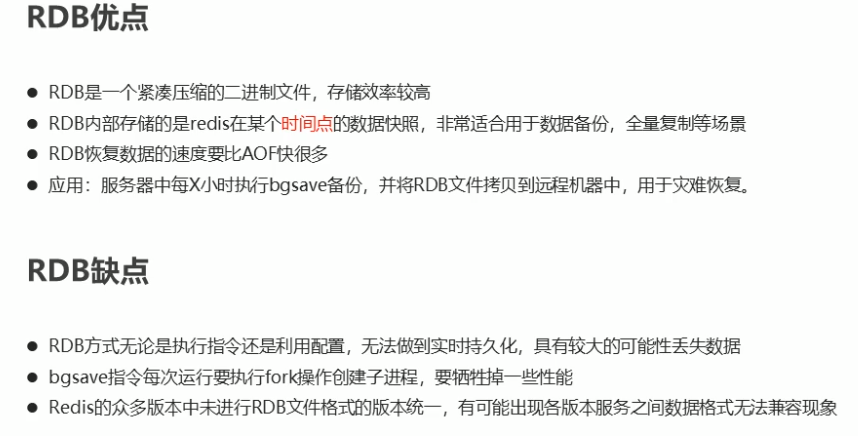 RDB优点
● RDB是一个紧凑压缩的二进制文件，存储效率较高
● RDB内部存储的是redis在某个时间点的数据快照，非常适合用于数据备份，全量复制等场景
● RDB恢复数据的速度要比AOF快很多
● 应用：服务器中每X小时执行bgsave备份，并将RDB文件拷贝到远程机器中，用于灾难恢复。
RDB缺点
● RDB方式无论是执行指令还是利用配置，无法做到实时持久化，具有较大的可能性丢失数据
● bgsave指令每次运行要执行fork操作创建子进程，要牺牲掉一些性能
● Redis的众多版本中未进行RDB文件格式的版本统一，有可能出现各版本服务之间数据格式无法兼容现象